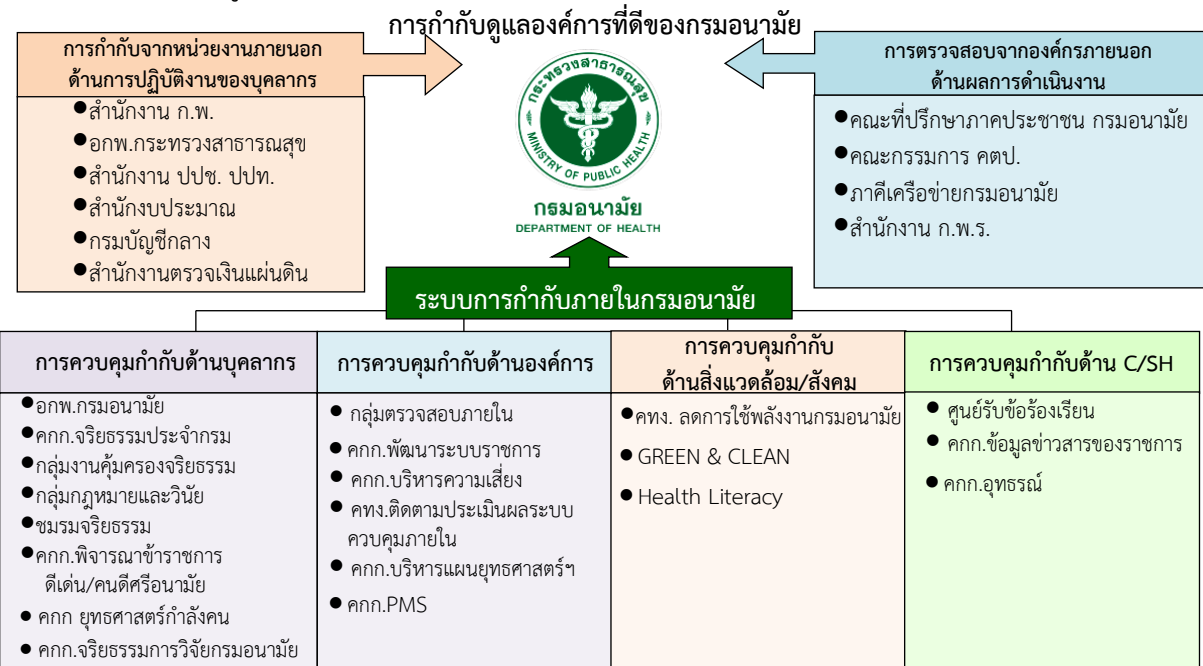 การกำกับดูแลองค์การที่ดีของกรมอนามัย
การกำกับจากหน่วยงานภายนอก
ด้านการปฏิบัติงานของบุคลากร
●สำนักงาน ก.พ.
●อกพ.กระทรวงสาธารณสุข
●สำนักงาน ปปช. ปปท.
●สำนักงบประมาณ
●กรมบัญชีกลาง
●สำนักงานตรวจเงินแผ่นดิน
กระทรวงสาธารณสุข
MINISTRY OF PUBLIC HEALTH
กรมอนามัย
DEPARTMENT OF HEALTH
การตรวจสอบจากองค์กรภายนอก
ด้านผลการดำเนินงาน
●คณะที่ปรึกษาภาคประชาชน กรมอนามัย
●คณะกรรมการ คตป.
●ภาคีเครือข่ายกรมอนามัย
●สำนักงาน ก.พ.ร.
ระบบการกำกับภายในกรมอนามัย
การควบคุมกำกับด้านบุคลากร
●อกพ.กรมอนามัย
●คกก.จริยธรรมประจำกรม
●กลุ่มงานคุ้มครองจริยธรรม
●กลุ่มกฎหมายและวินัย
●ชมรมจริยธรรม
●คกก.พิจารณาข้าราชการ
ดีเด่น/คนดีศรีอนามัย
● คกก ยุทธศาสตร์กำลังคน
● คกก.จริยธรรมการวิจัยกรมอนามัย
การควบคุมกำกับด้านองค์การ
● กลุ่มตรวจสอบภายใน
● คกก.พัฒนาระบบราชการ
● คกก.บริหารความเสี่ยง
● คทง.ติดตามประเมินผลระบบ
ควบคุมภายใน
● คกก.บริหารแผนยุทธศาสตร์ฯ
● คกก.PMS
การควบคุมกำกับ
ด้านสิ่งแวดล้อม/สังคม
●คทง. ลดการใช้พลังงานกรมอนามัย
● GREEN & CLEAN
● Health Literacy
การควบคุมกำกับด้าน C/SH
● ศูนย์รับข้อร้องเรียน
● คกก.ข้อมูลข่าวสารของราชการ
● คกก.อุทธรณ์